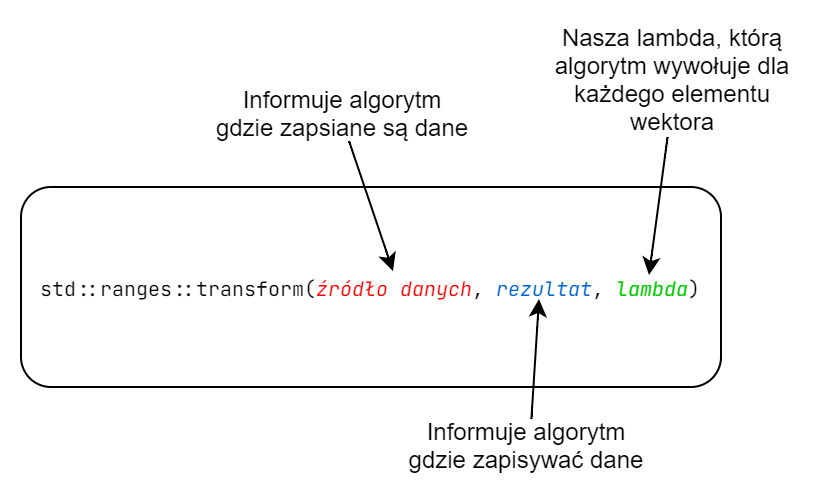 Nasza lambda, którą
algorytm wywołuje dla
każdego elementu
wektora
Informuje algorytm
gdzie zapsiane są dane
std::ranges::transform(źródło danych, rezultat, lambda)
Informuje algorytm
gdzie zapisywać dane